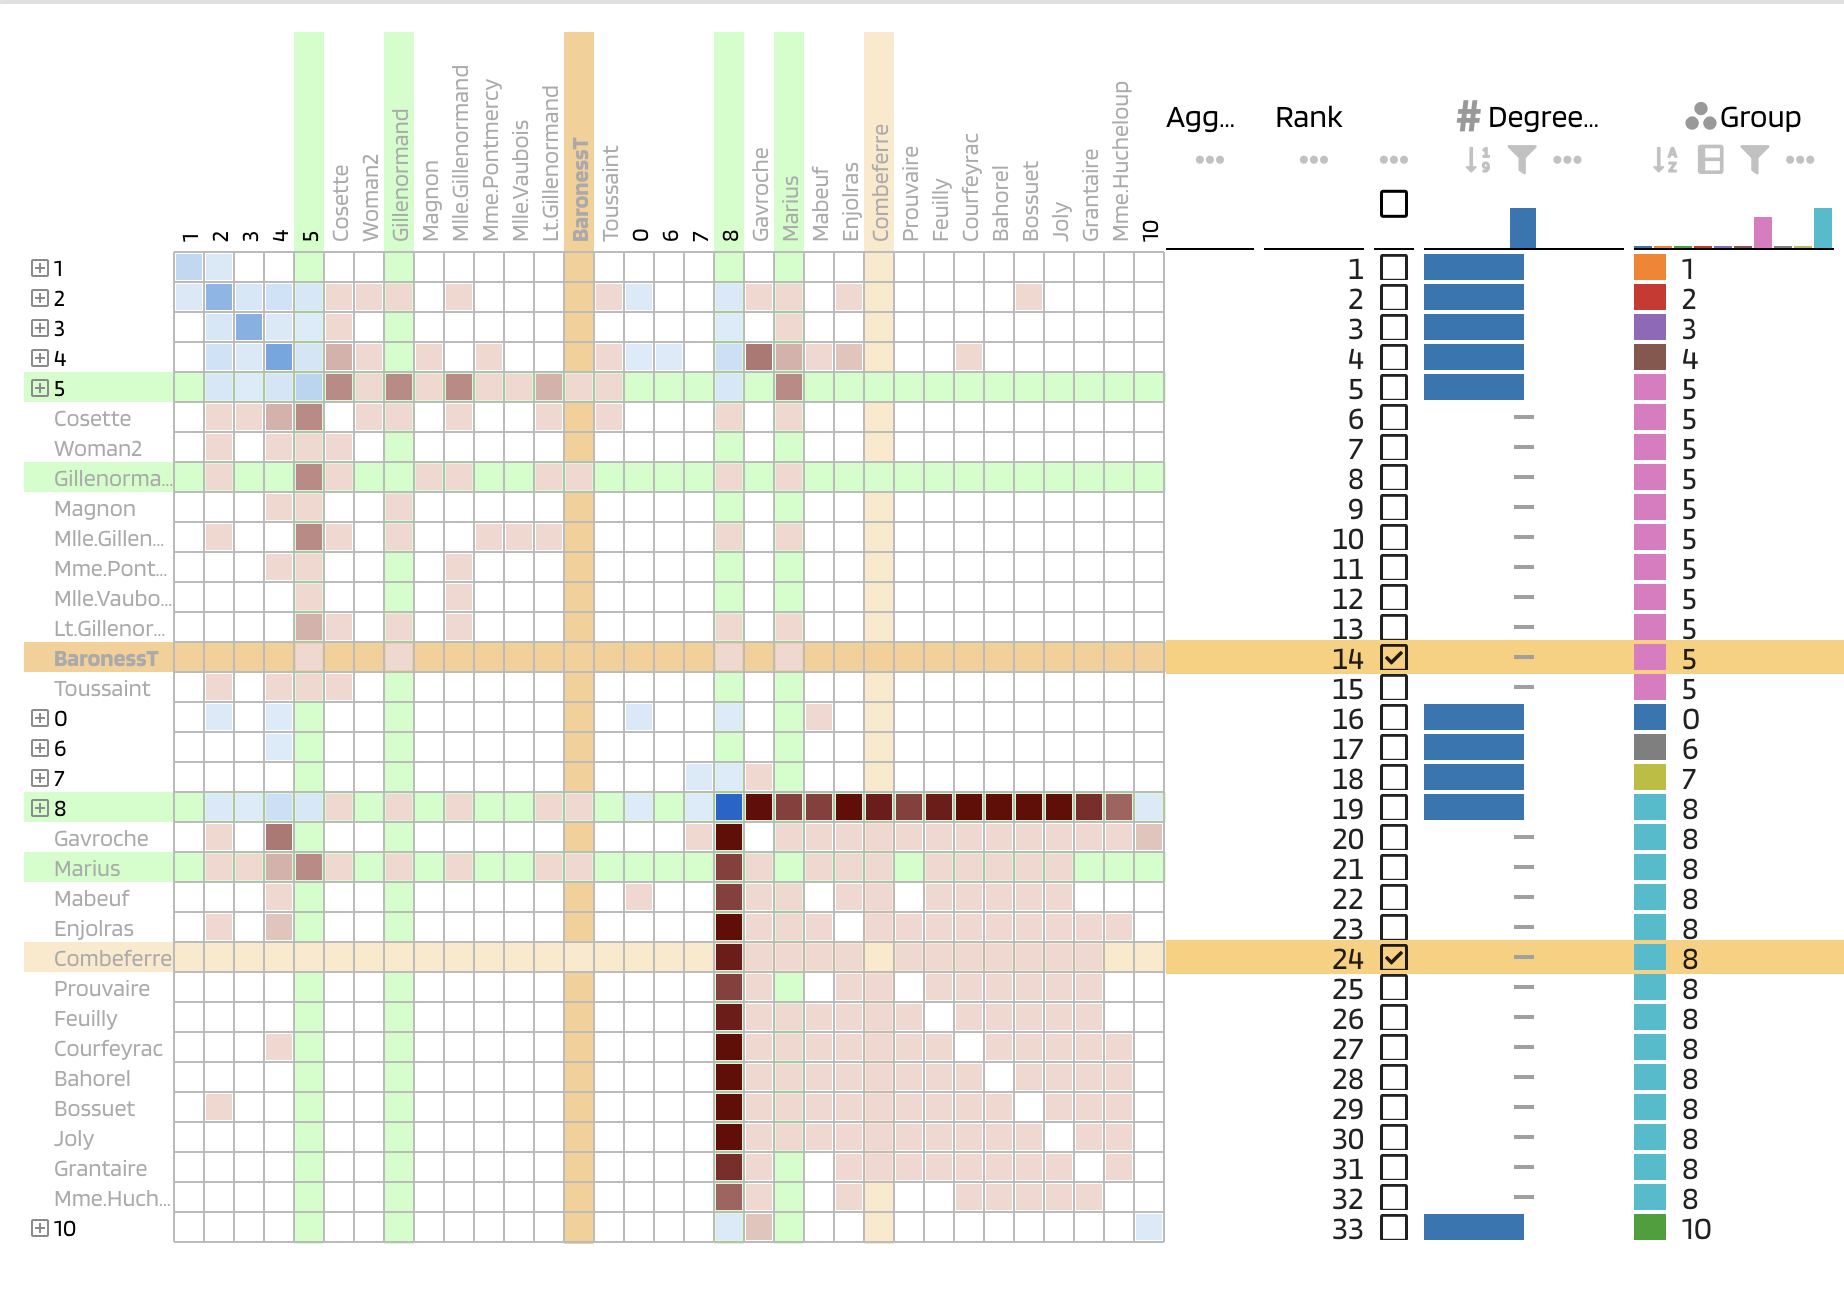 1 2 3 4 5 Cosette Woman2 Gillenormand Magnon Mlle.Gillenormand Mme.Pontmercy Mlle.Vaubois Lt.Gillenormand BaronessT Toussaint 0 6 7 8 Gavroche Marius Mabeuf Enjolras Combeferre Prouvaire Feuilly Courfeyrac Bahorel Bossuet Joly Grantaire Mme.Hucheloup 10
Agg... Rank # Degree... Group
1 1 1
2 2 2
3 3 3
4 4 4
5 5 5
Cosette 6 5
Woman2 7 5
Gillenorma... 8 5
Magnon 9 5
Mlle.Gillen... 10 5
Mme.Pont... 11 5
Mlle.Vaubo... 12 5
Lt.Gillenor... 13 5
BaronessT 14 5
Toussaint 15 5
0 16 0
6 17 6
7 18 7
8 19 8
Gavroche 20 8
Marius 21 8
Mabeuf 22 8
Enjolras 23 8
Combeferre 24 8
Prouvaire 25 8
Feuilly 26 8
Courfeyrac 27 8
Bahorel 28 8
Bossuet 29 8
Joly 30 8
Grantaire 31 8
Mme.Huch... 32 8
10 33 10